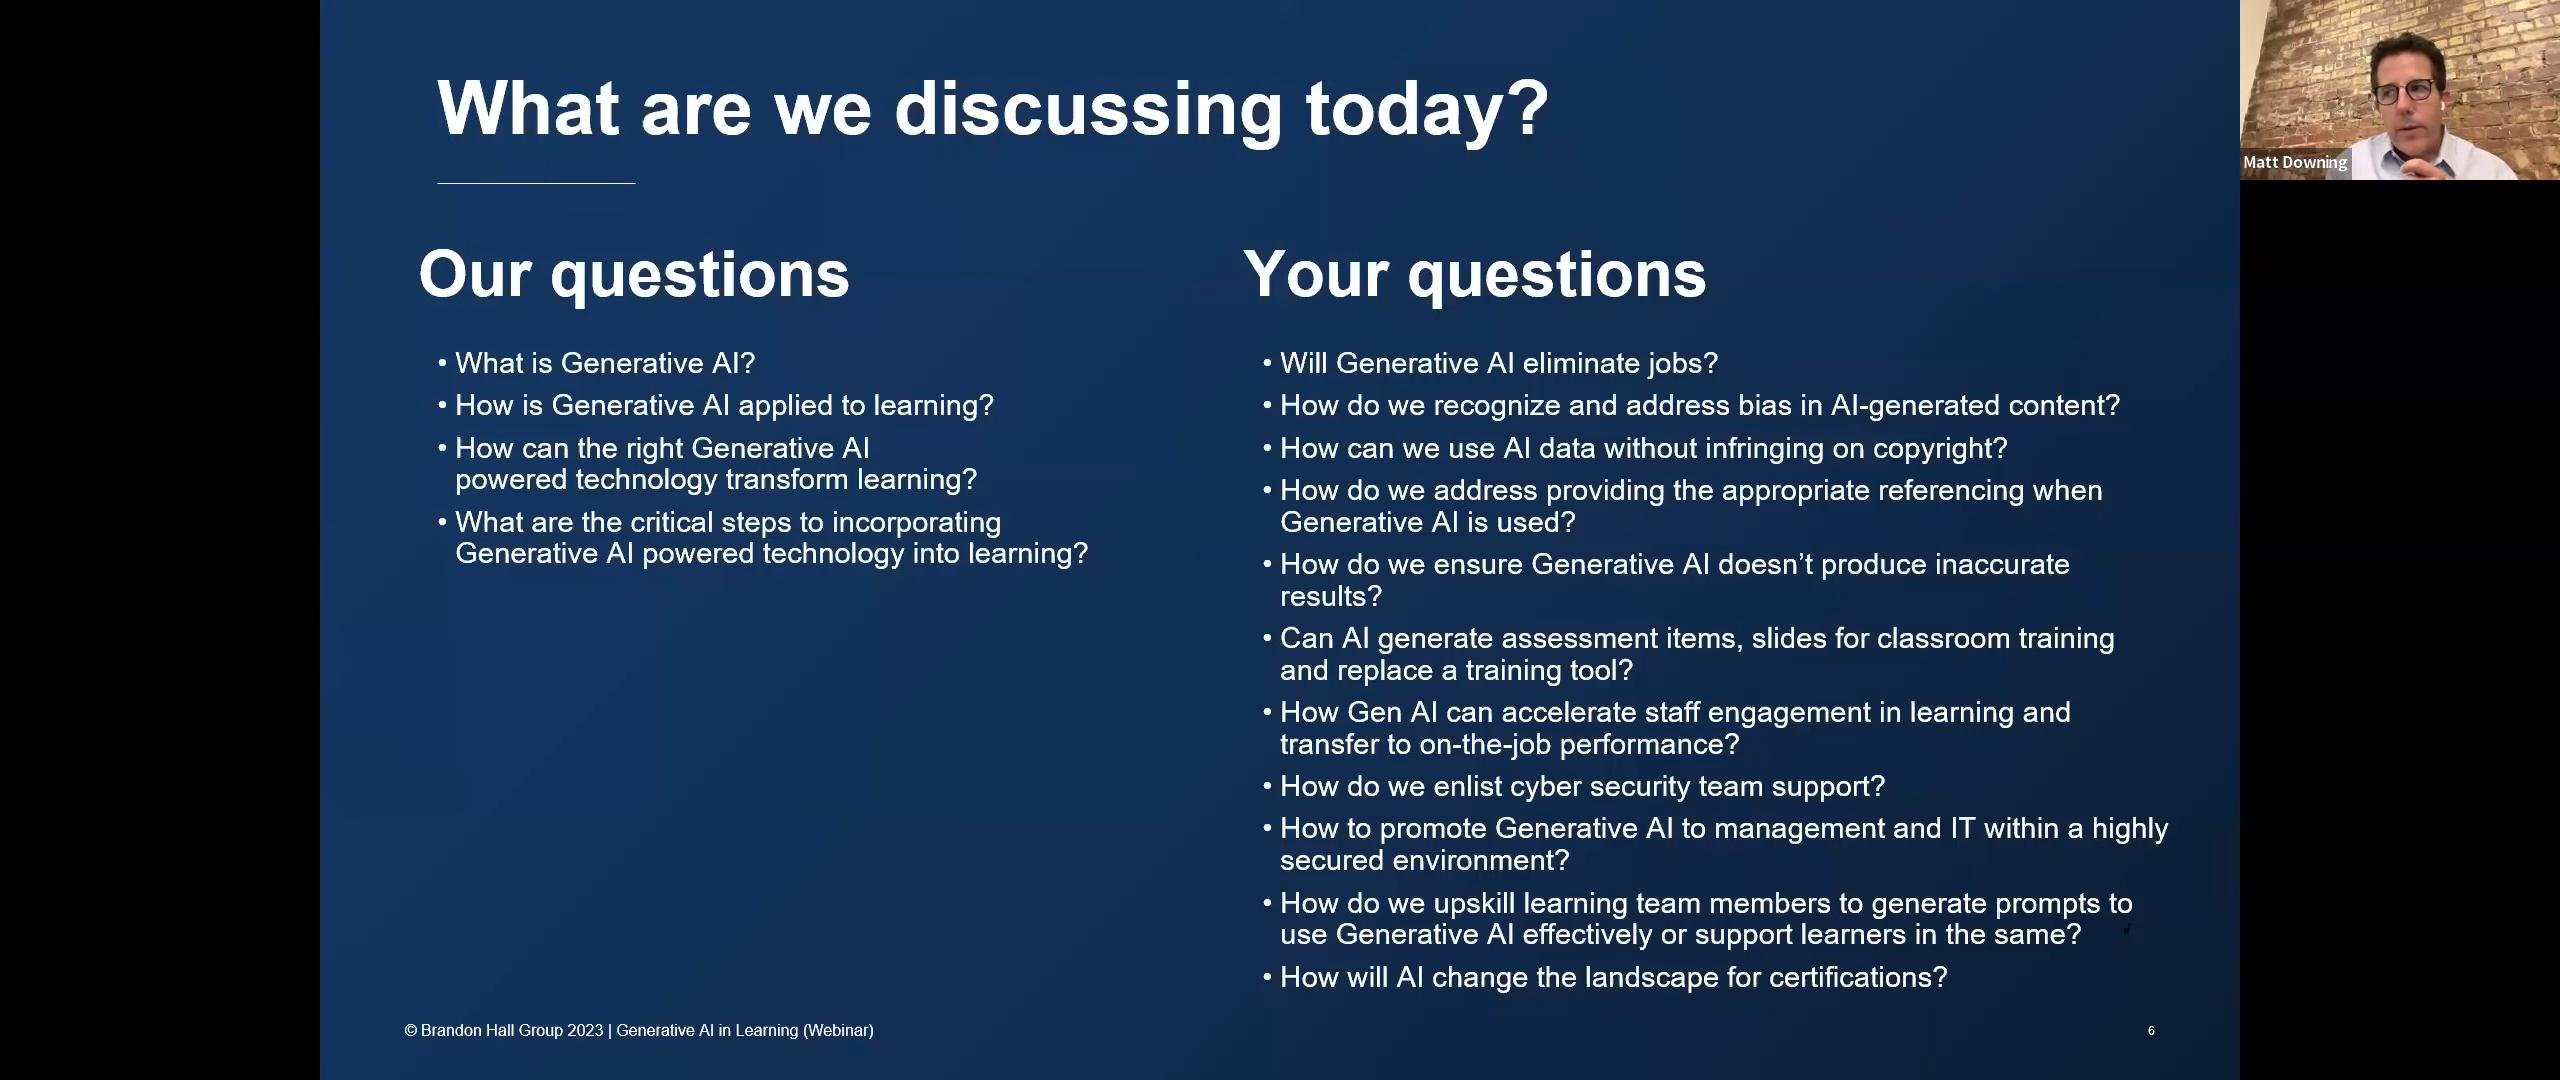 What are we discussing today?
Matt Downing
Our questions
• What is Generative AI?
• How is Generative AI applied to learning?
• How can the right Generative AI
powered technology transform learning?
• What are the critical steps to incorporating
Generative AI powered technology into learning?
Your questions
• Will Generative AI eliminate jobs?
• How do we recognize and address bias in AI-generated content?
• How can we use AI data without infringing on copyright?
• How do we address providing the appropriate referencing when
Generative AI is used?
• How do we ensure Generative AI doesn’t produce inaccurate
results?
• Can AI generate assessment items, slides for classroom training
and replace a training tool?
• How Gen AI can accelerate staff engagement in learning and
transfer to on-the-job performance?
• How do we enlist cyber security team support?
• How to promote Generative AI to management and IT within a highly
secured environment?
• How do we upskill learning team members to generate prompts to
use Generative AI effectively or support learners in the same?
• How will AI change the landscape for certifications?
© Brandon Hall Group 2023 | Generative AI in Learning (Webinar)
6